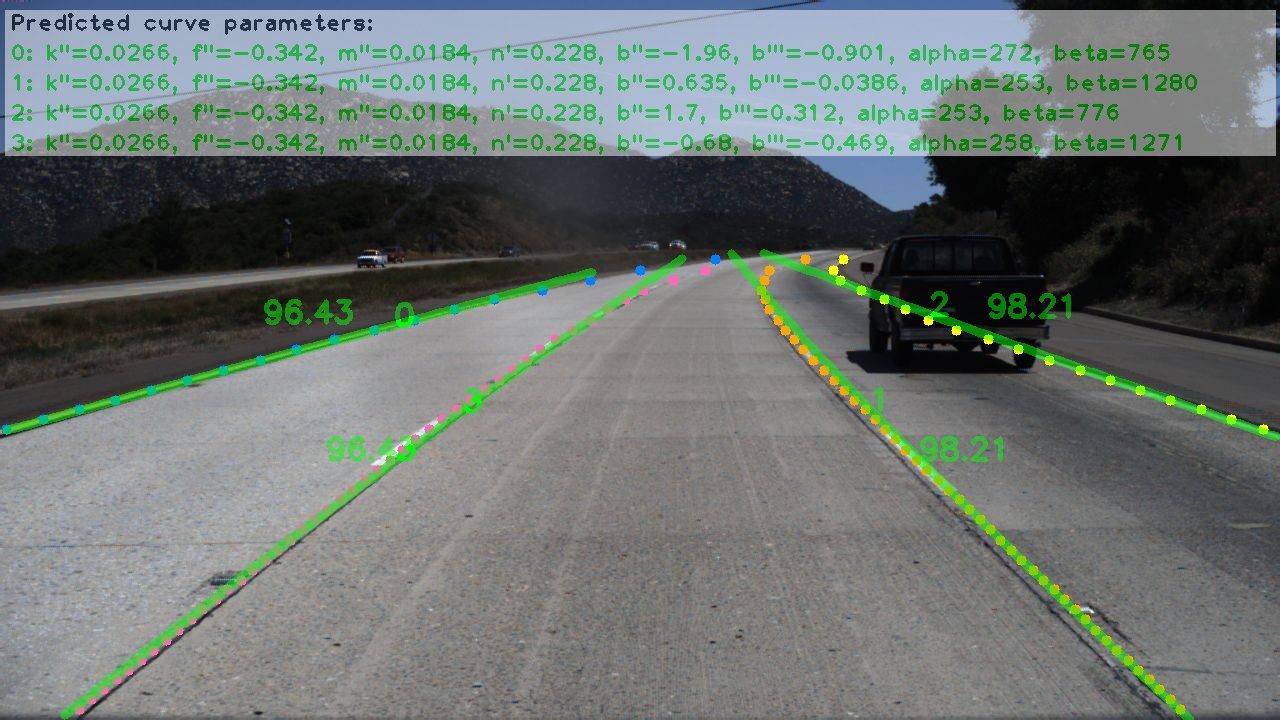 Predicted curve parameters:
0: k''=0.0266, f''=-0.342, m''=0.0184, n'=0.228, b''=-1.96, b'''=-0.901, alpha=272, beta=765
1: k''=0.0266, f''=-0.342, m''=0.0184, n'=0.228, b''=0.635, b'''=-0.0386, alpha=253, beta=1280
2: k''=0.0266, f''=-0.342, m''=0.0184, n'=0.228, b''=1.7, b'''=0.312, alpha=253, beta=776
3: k''=0.0266, f''=-0.342, m''=0.0184, n'=0.228, b''=-0.68, b'''=-0.469, alpha=258, beta=1271
96.43 0
2 98.21
3
1
96.43
98.21